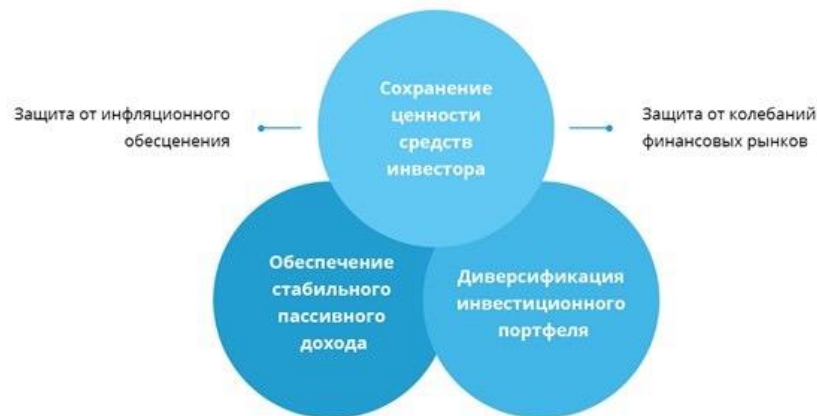 Сохранение
ценности
средств
инвестора
Защита от инфляционного
обесценения
Защита от колебаний
финансовых рынков
Обеспечение
стабильного
пассивного
дохода
Диверсификация
инвестиционного
портфеля